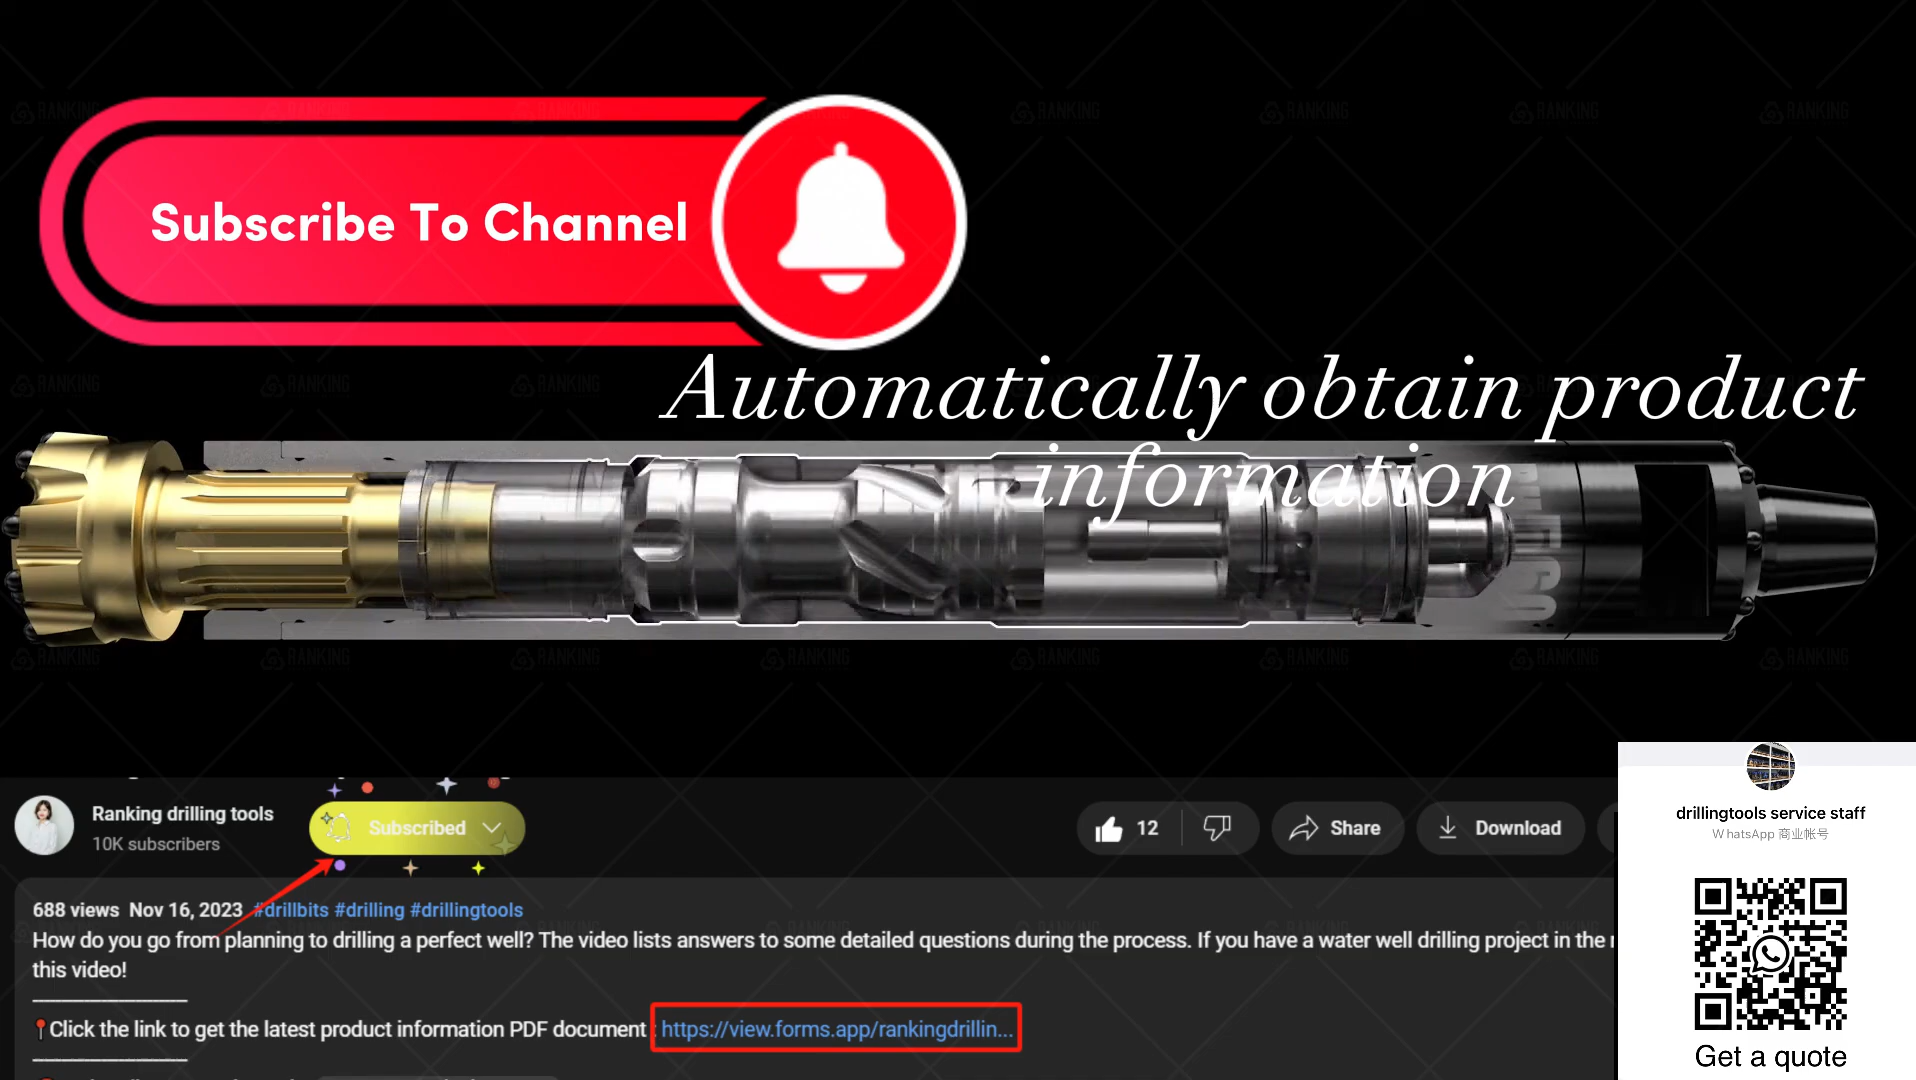 Subscribe To Channel
Automatically obtain product
information
RANKING
Ranking drilling tools
10K subscribers
Subscribed
12
Share
Download
688 views Nov 16, 2023 #drillbits #drilling #drillingtools
How do you go from planning to drilling a perfect well? The video lists answers to some detailed questions during the process. If you have a water well drilling project in the
this video!
Click the link to get the latest product information PDF document : https://view.forms.app/rankingdrillin...
drillingtools service staff
WhatsApp 商业帐号
Get a quote